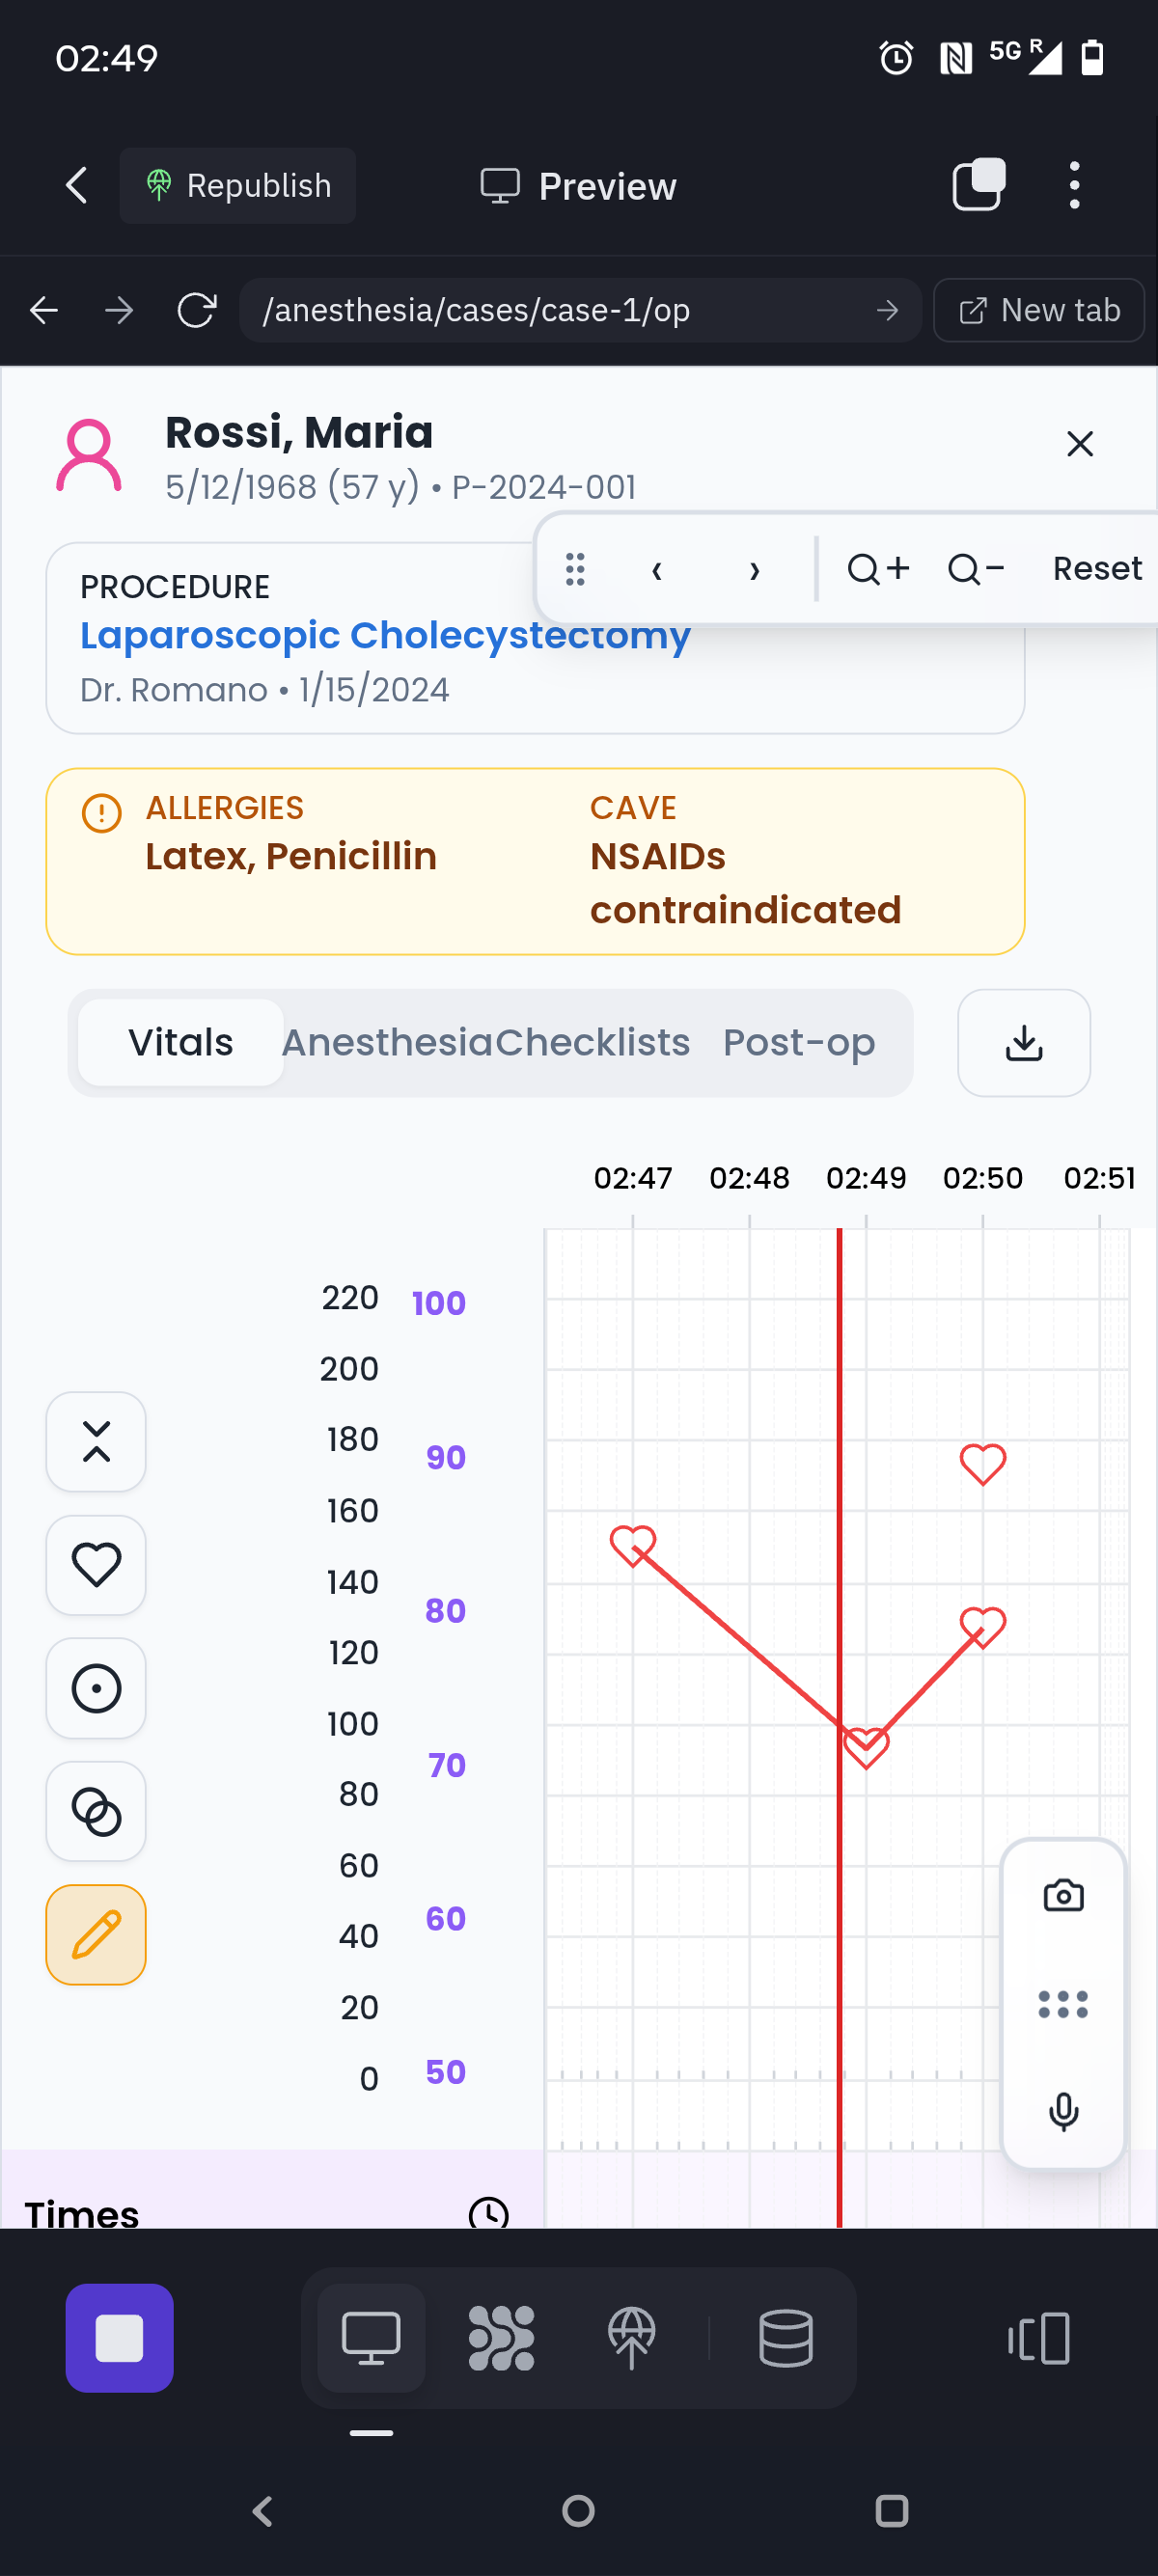 02:49
5G R
Republish
Preview
/anesthesia/cases/case-1/op
New tab
Rossi, Maria
5/12/1968 (57 y) • P-2024-001
‹ › + − Reset
PROCEDURE
Laparoscopic Cholecystectomy
Dr. Romano • 1/15/2024
ALLERGIES
Latex, Penicillin
CAVE
NSAIDs
contraindicated
Vitals Anesthesia Checklists Post-op
02:47 02:48 02:49 02:50 02:51
220 100
200
180
90
160
140
80
120
100
70
80
60
60
40
20
50
0
Times